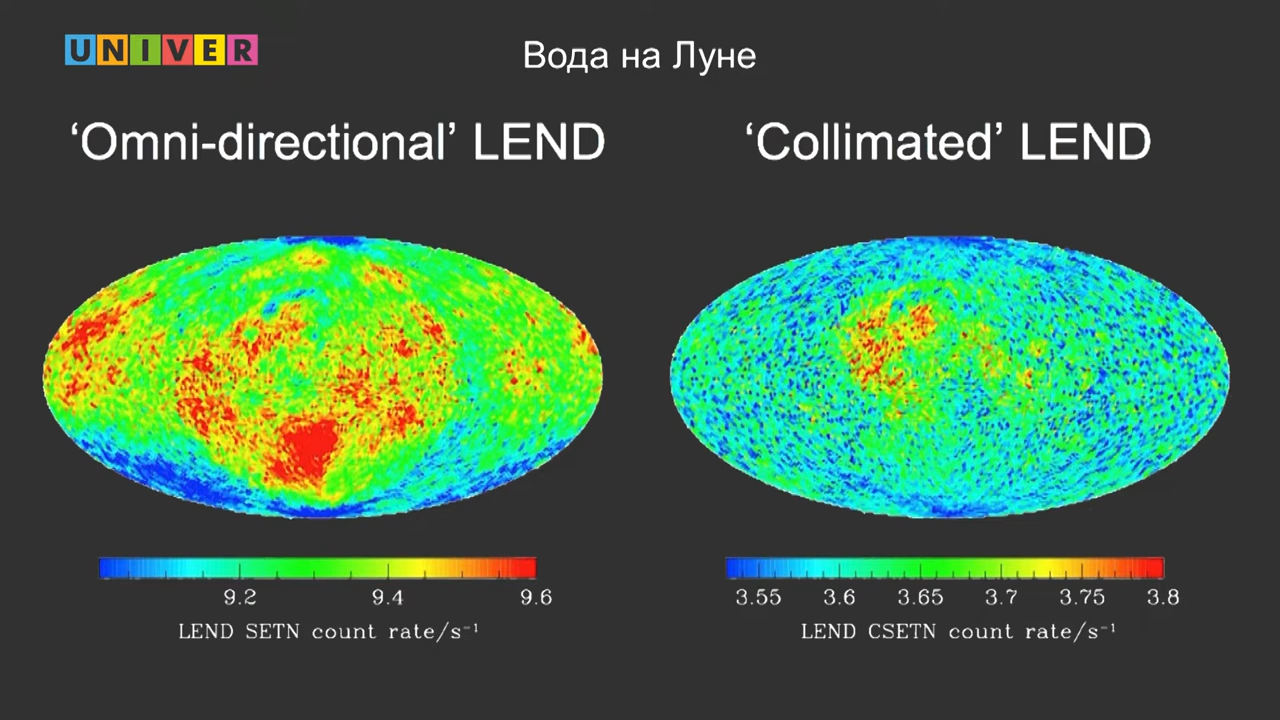 UNIVER
Вода на Луне
‘Omni-directional’ LEND
‘Collimated’ LEND
9.2 9.4 9.6
LEND SETN count rate/s⁻¹
3.55 3.6 3.65 3.7 3.75 3.8
LEND CSETN count rate/s⁻¹